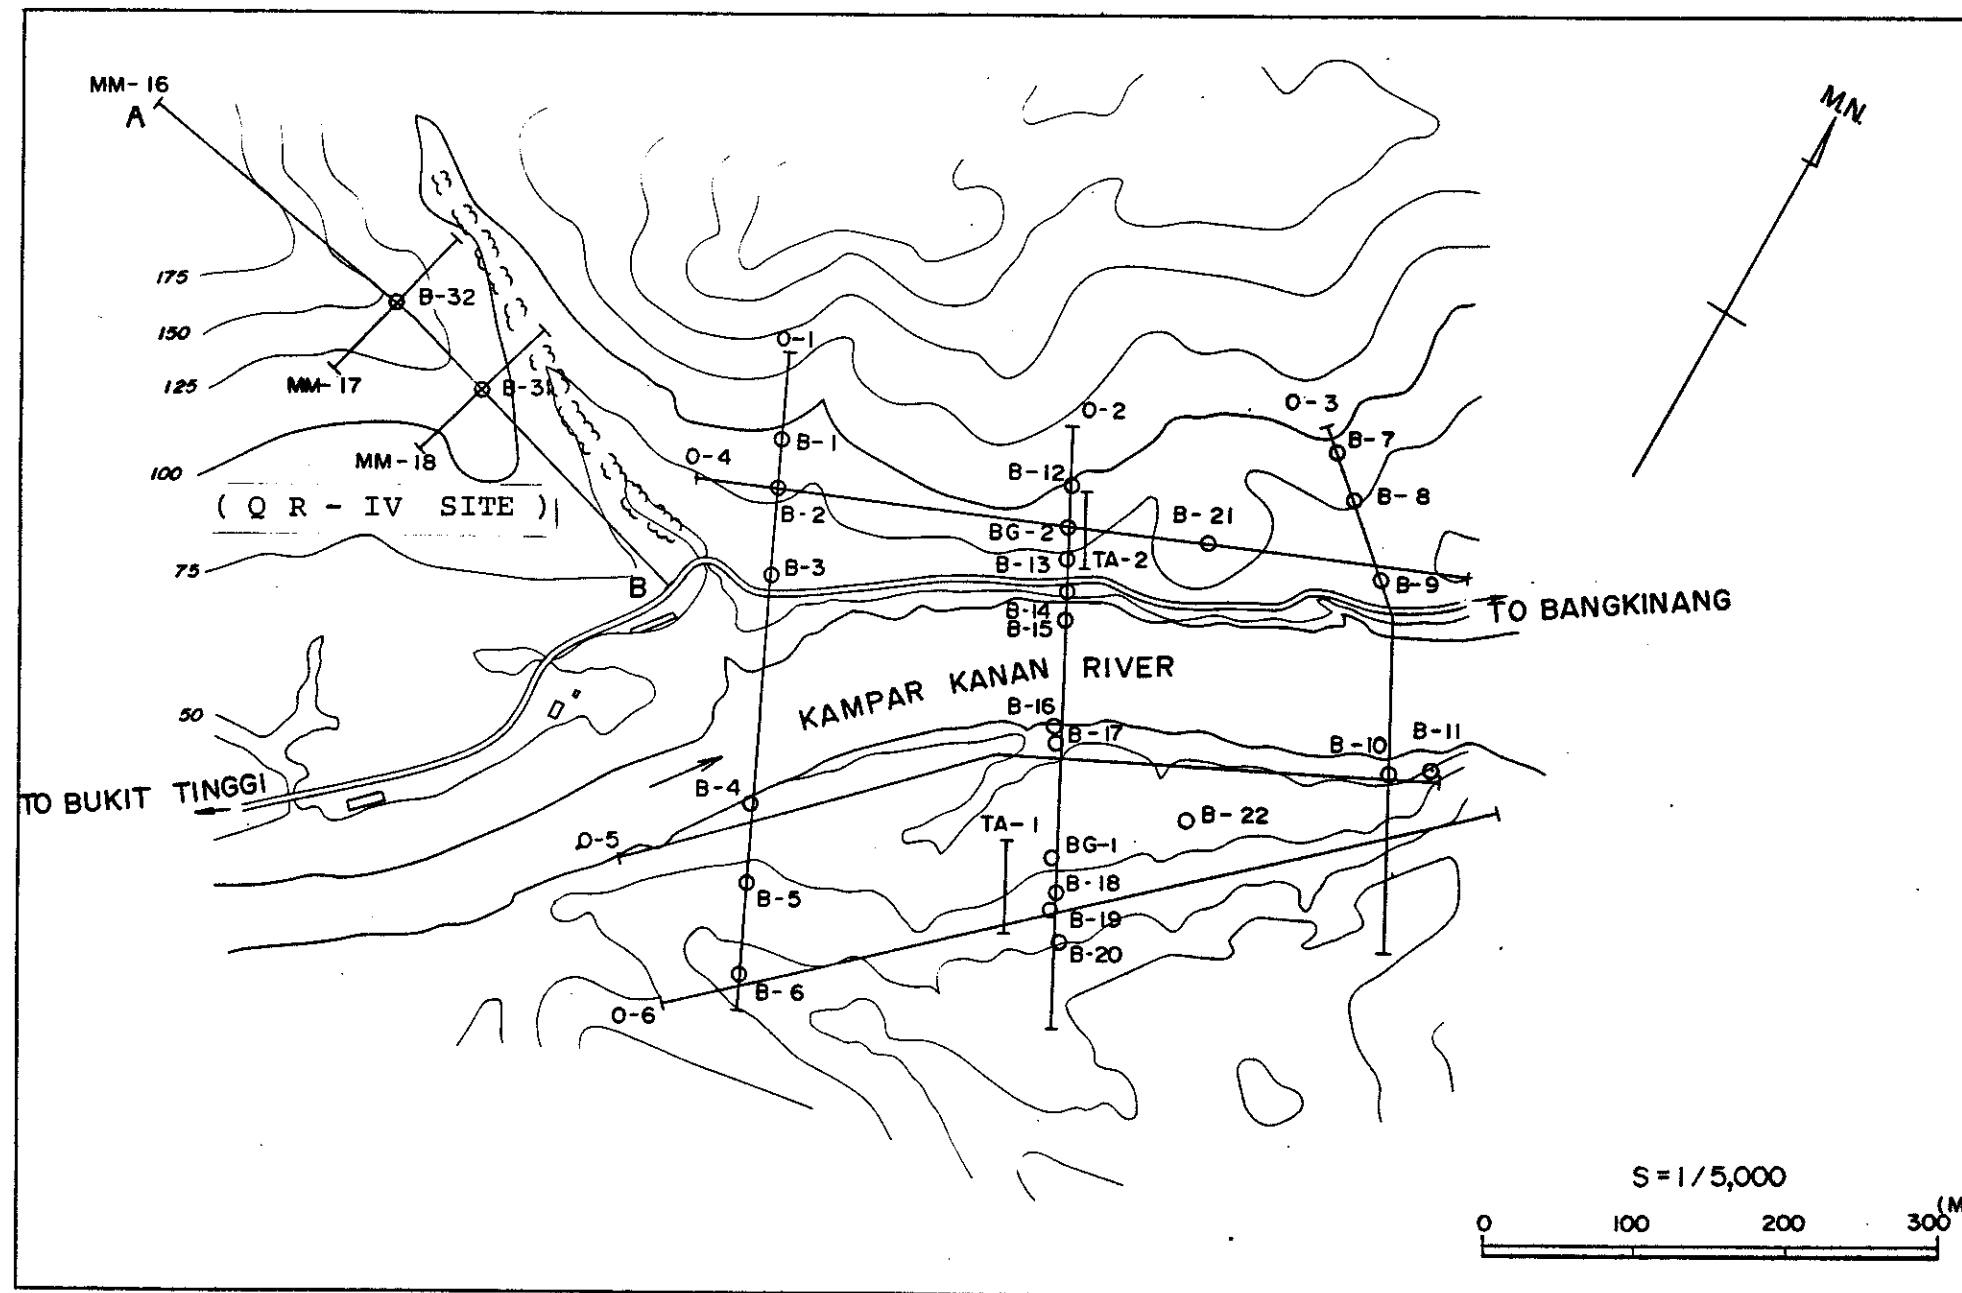 MM-16
A
M.N.
175
B-32
150
O-1
125
MM-17
B-31
O-2
O-3
B-1
B-7
100
MM-18
O-4
B-12
B-8
( Q R - IV SITE )
B-2
BG-2
B-21
75
B-3
B-13
TA-2
B
B-9
B-14
TO BANGKINANG
B-15
KAMPAR KANAN RIVER
50
B-16
B-17
B-10
B-11
TO BUKIT TINGGI
B-4
TA-1
B-22
O-5
BG-1
B-5
B-18
B-19
B-20
B-6
O-6
S = 1/5,000
0 100 200 300 (M